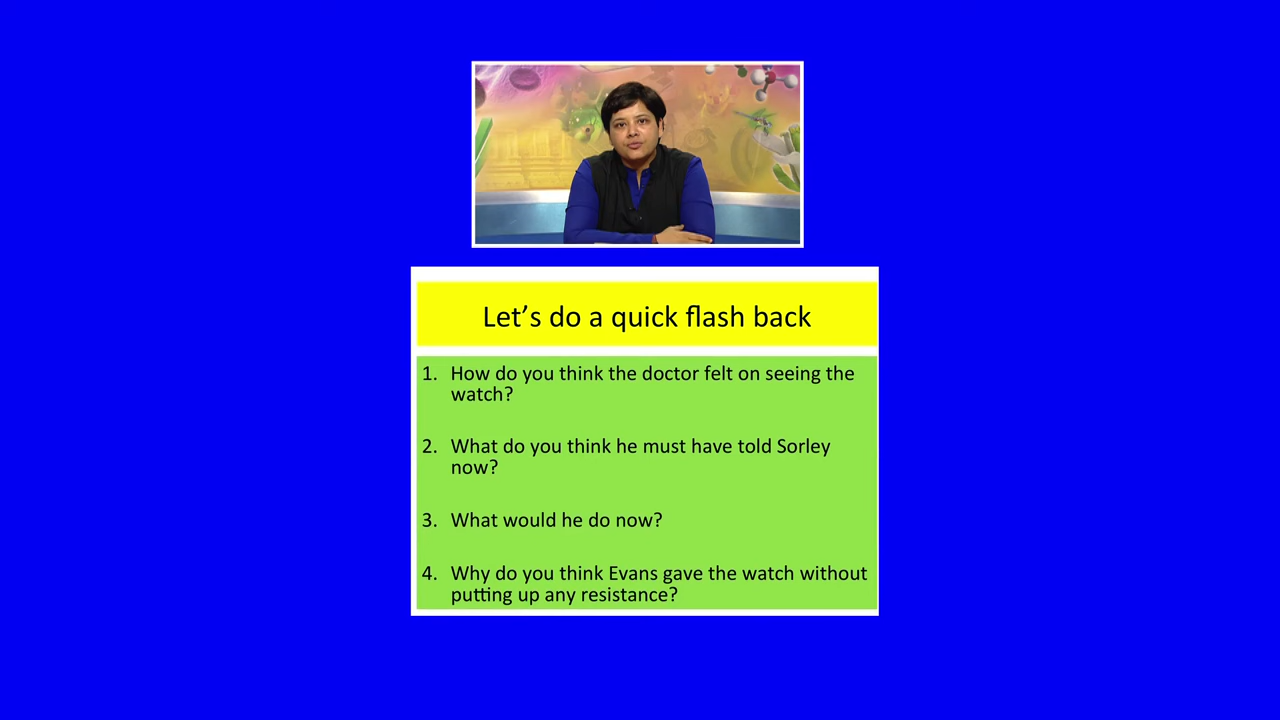 Let’s do a quick flash back
1. How do you think the doctor felt on seeing the
watch?
2. What do you think he must have told Sorley
now?
3. What would he do now?
4. Why do you think Evans gave the watch without
putting up any resistance?